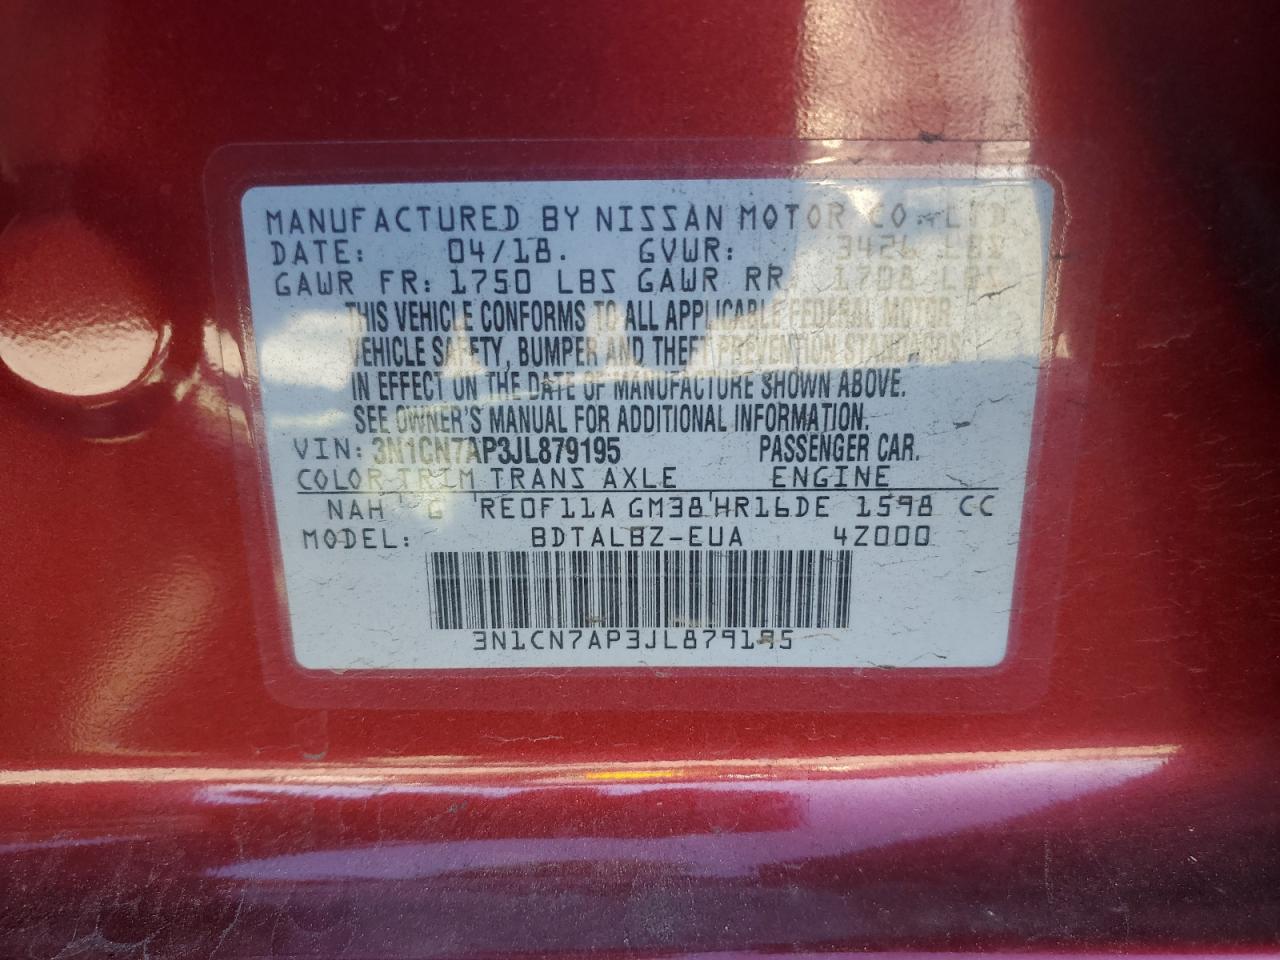 MANUFACTURED BY NISSAN MOTOR CO., LTD
DATE: 04/18. GVWR: 3426 LBS
GAWR FR: 1750 LBS GAWR RR 1708 LBS
THIS VEHICLE CONFORMS TO ALL APPLICABLE FEDERAL MOTOR
VEHICLE SAFETY, BUMPER AND THEFT PREVENTION STANDARDS
IN EFFECT ON THE DATE OF MANUFACTURE SHOWN ABOVE.
SEE OWNER'S MANUAL FOR ADDITIONAL INFORMATION.
VIN: 3N1CN7AP3JL879195 PASSENGER CAR.
COLOR TRIM TRANS AXLE ENGINE
NAH G RE0F11A GM38 HR16DE 1598 CC
MODEL: BDTALBZ-EUA 4Z000
3N1CN7AP3JL879195